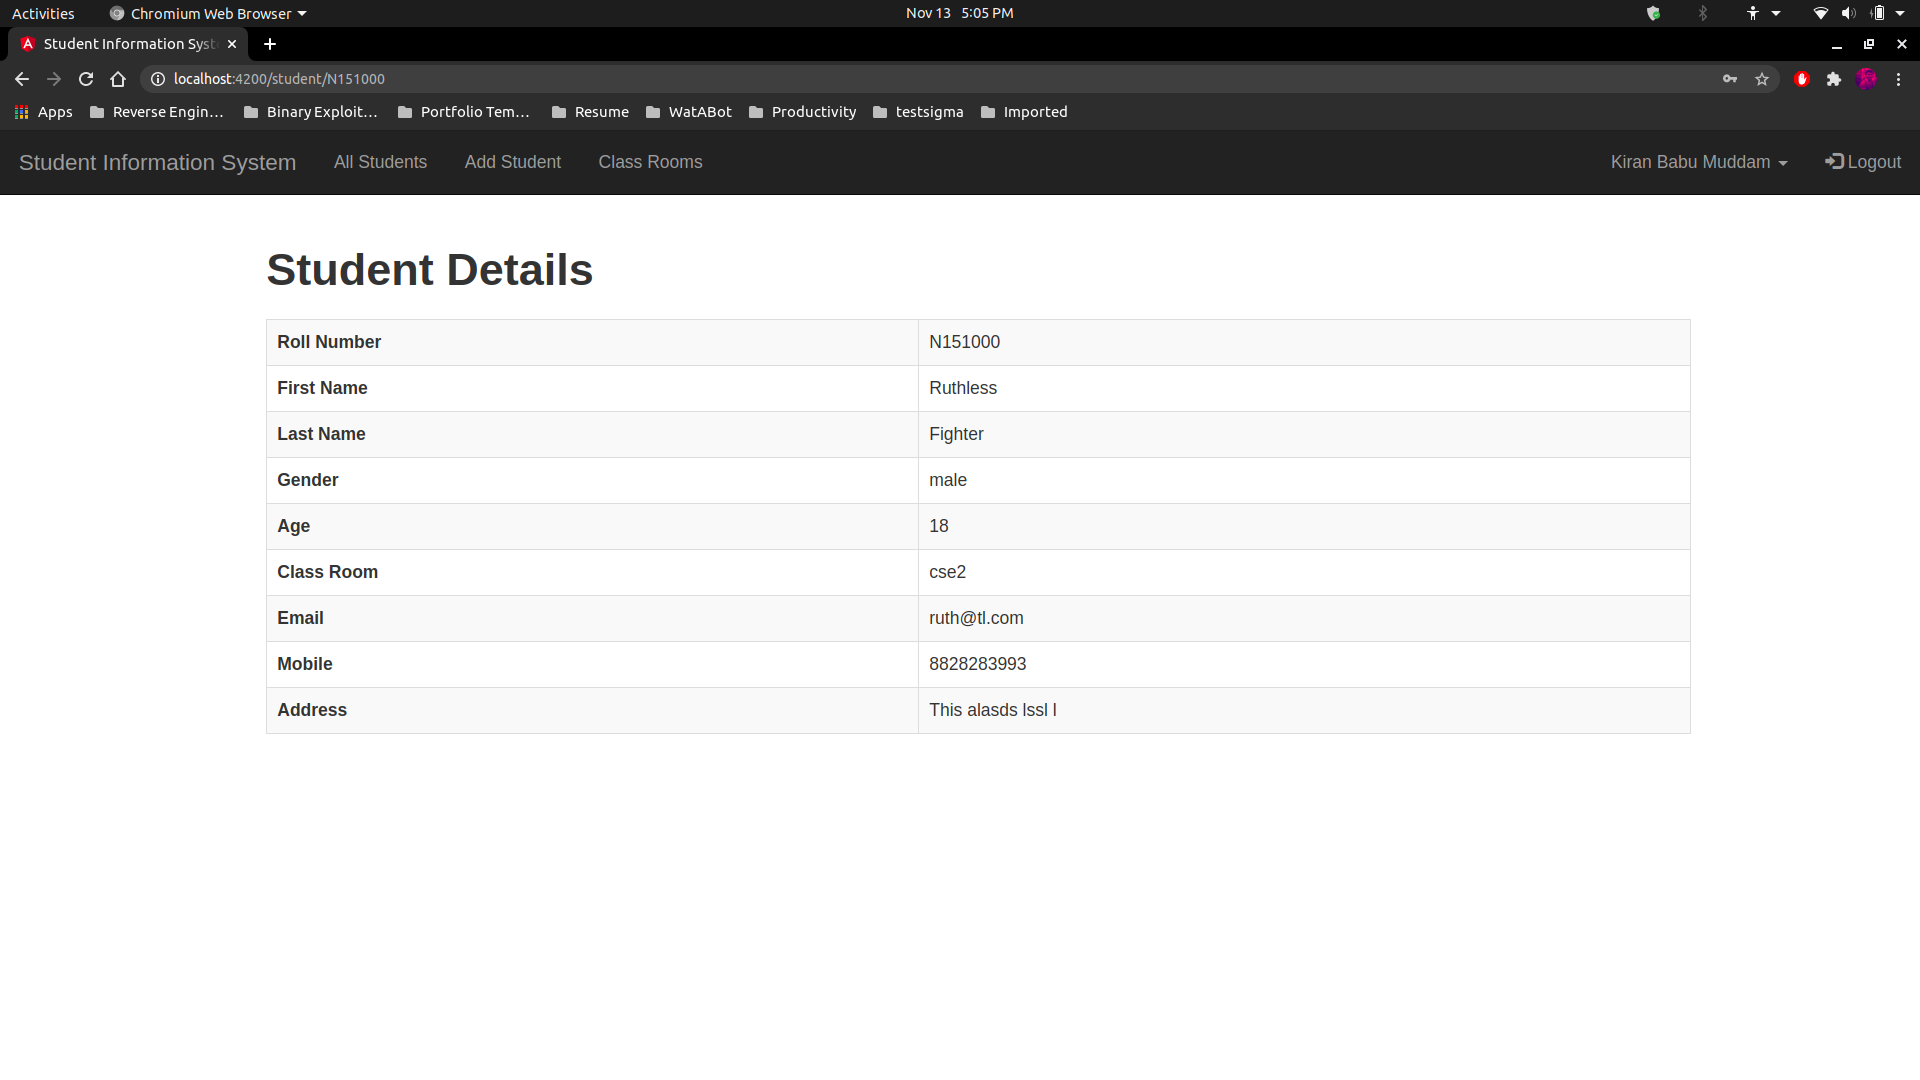 Activities Chromium Web Browser Nov 13 5:05 PM
Student Information Syst
localhost:4200/student/N151000
Apps Reverse Engin… Binary Exploit… Portfolio Tem… Resume WatABot Productivity testsigma Imported
Student Information System All Students Add Student Class Rooms Kiran Babu Muddam Logout
Student Details
Roll Number N151000
First Name Ruthless
Last Name Fighter
Gender male
Age 18
Class Room cse2
Email ruth@tl.com
Mobile 8828283993
Address This alasds lssl l